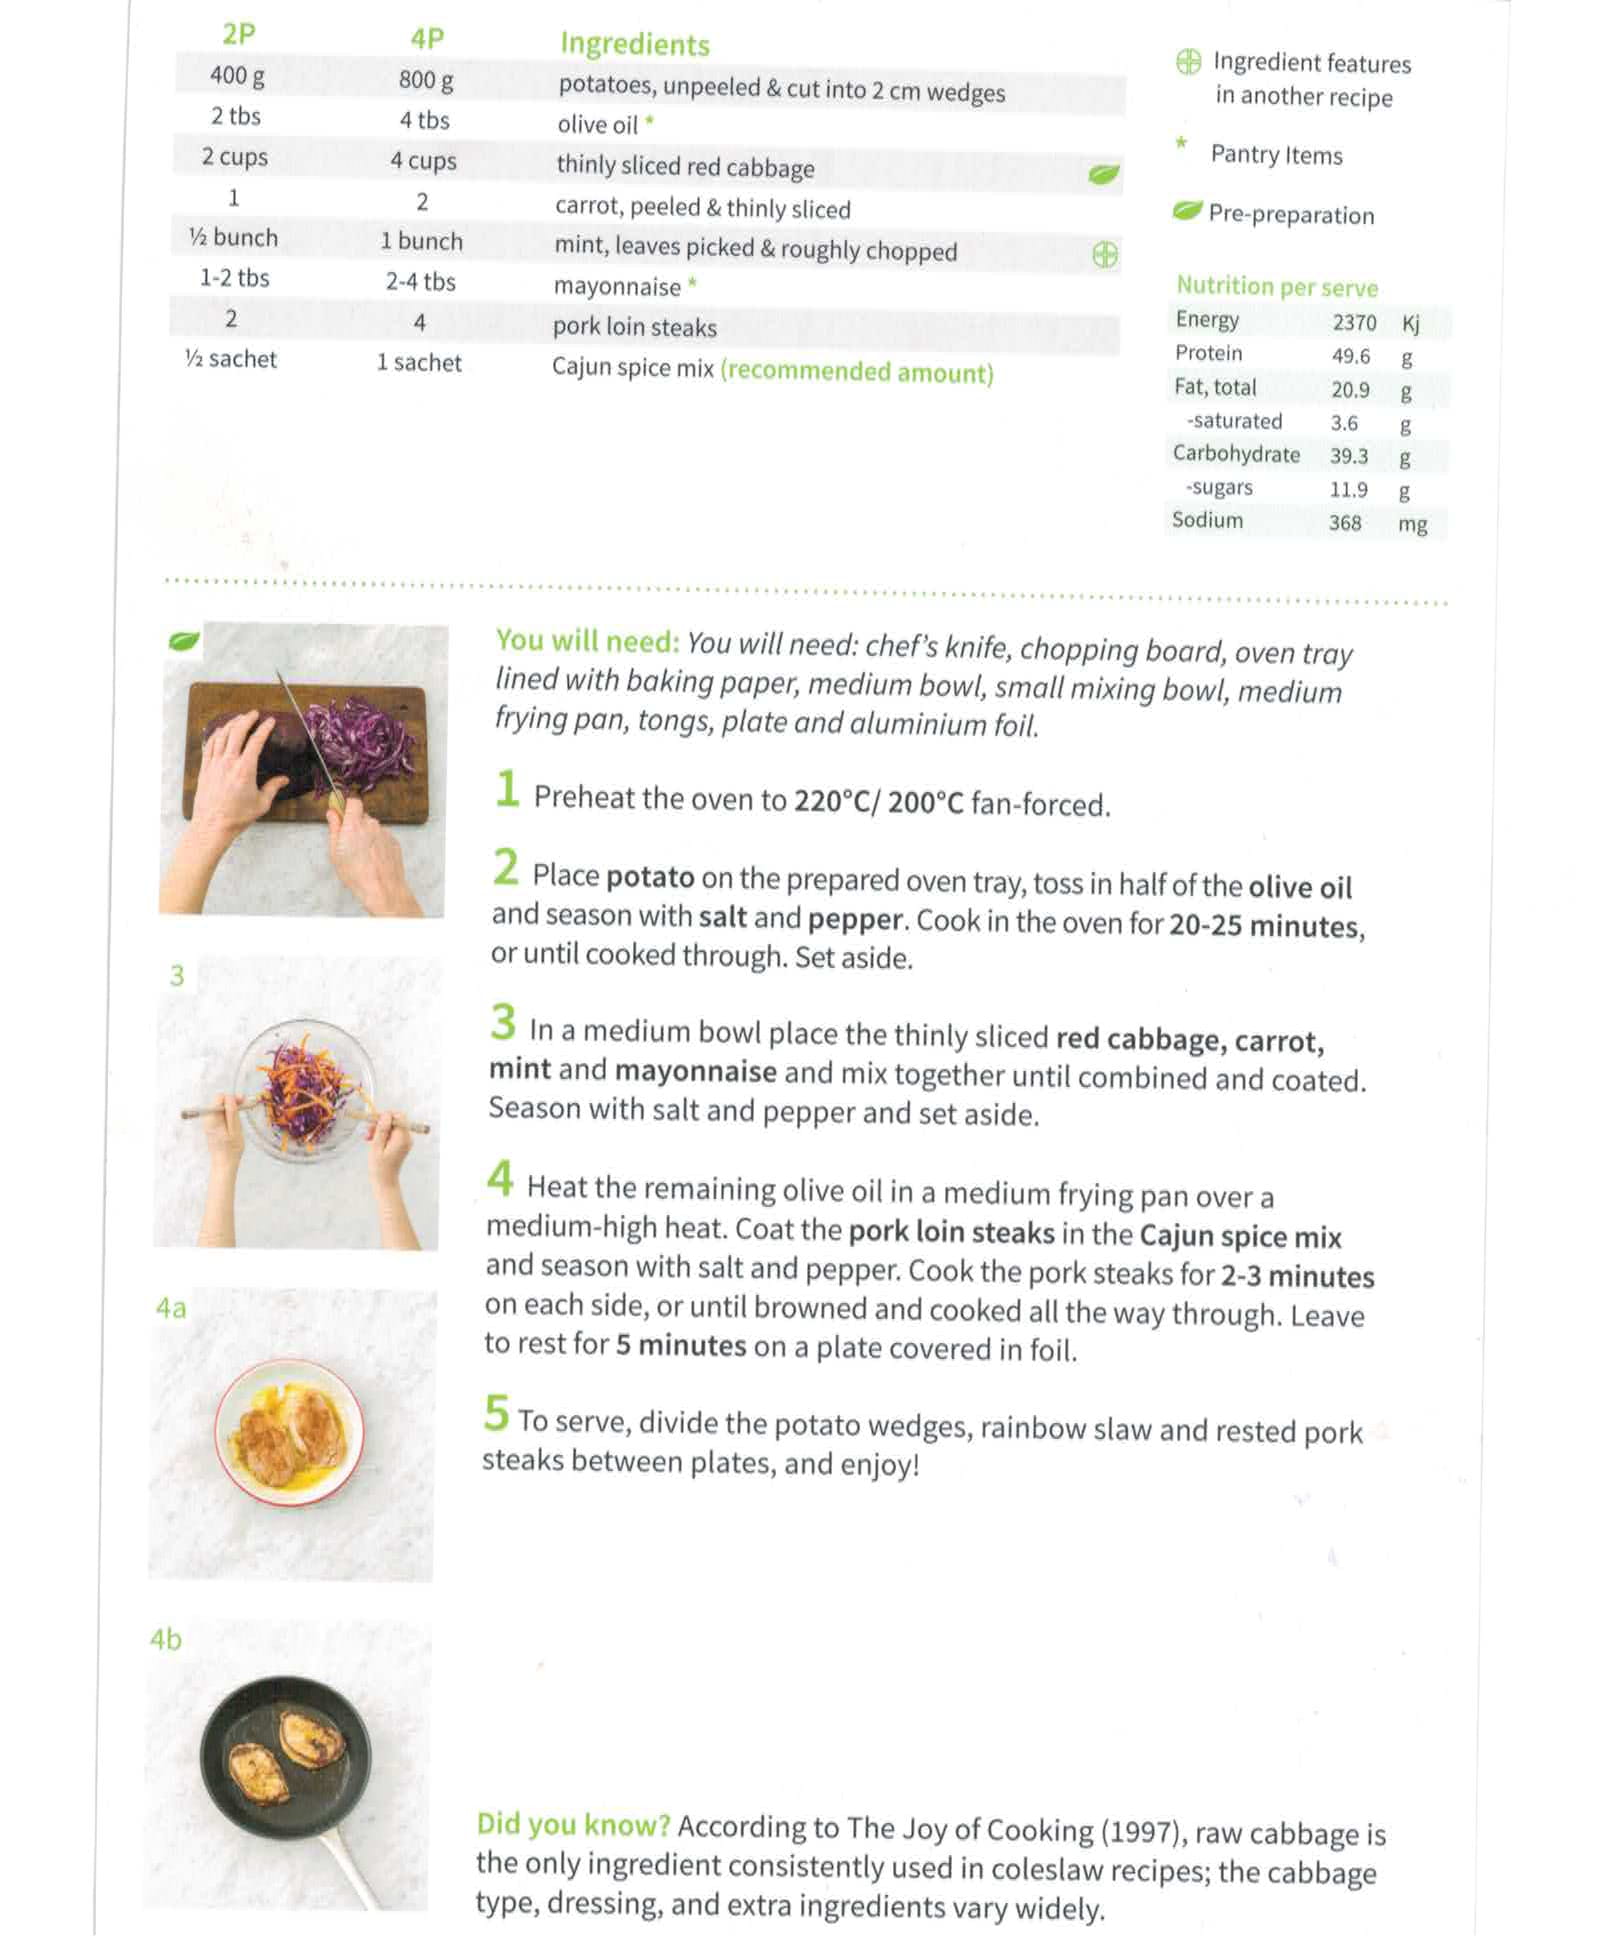 2P 4P Ingredients
400 g 800 g potatoes, unpeeled & cut into 2 cm wedges
2 tbs 4 tbs olive oil *
2 cups 4 cups thinly sliced red cabbage
1 2 carrot, peeled & thinly sliced
½ bunch 1 bunch mint, leaves picked & roughly chopped
1-2 tbs 2-4 tbs mayonnaise *
2 4 pork loin steaks
½ sachet 1 sachet Cajun spice mix (recommended amount)
Ingredient features
in another recipe
* Pantry Items
Pre-preparation
Nutrition per serve
Energy 2370 Kj
Protein 49.6 g
Fat, total 20.9 g
-saturated 3.6 g
Carbohydrate 39.3 g
-sugars 11.9 g
Sodium 368 mg
You will need: You will need: chef's knife, chopping board, oven tray
lined with baking paper, medium bowl, small mixing bowl, medium
frying pan, tongs, plate and aluminium foil.
1 Preheat the oven to 220°C/ 200°C fan-forced.
2 Place potato on the prepared oven tray, toss in half of the olive oil
and season with salt and pepper. Cook in the oven for 20-25 minutes,
or until cooked through. Set aside.
3
3 In a medium bowl place the thinly sliced red cabbage, carrot,
mint and mayonnaise and mix together until combined and coated.
Season with salt and pepper and set aside.
4 Heat the remaining olive oil in a medium frying pan over a
medium-high heat. Coat the pork loin steaks in the Cajun spice mix
and season with salt and pepper. Cook the pork steaks for 2-3 minutes
on each side, or until browned and cooked all the way through. Leave
to rest for 5 minutes on a plate covered in foil.
4a
5 To serve, divide the potato wedges, rainbow slaw and rested pork
steaks between plates, and enjoy!
4b
Did you know? According to The Joy of Cooking (1997), raw cabbage is
the only ingredient consistently used in coleslaw recipes; the cabbage
type, dressing, and extra ingredients vary widely.